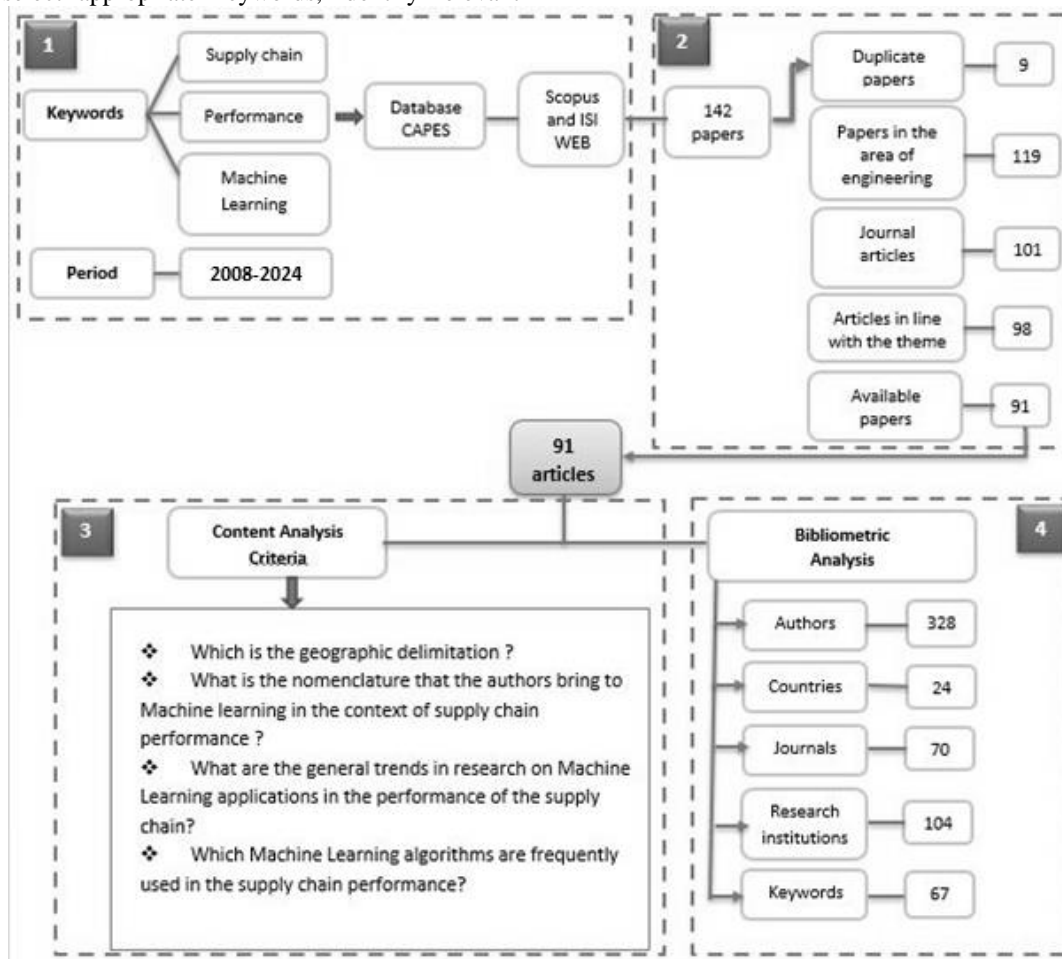 1
Keywords
Supply chain
Performance
Machine
Learning
Database
CAPES
Scopus
and ISI
WEB
Period
2008-2024
2
142
papers
Duplicate
papers
9
Papers in
the area of
engineering
119
Journal
articles
101
Articles in line
with the theme
98
Available
papers
91
91
articles
3
Content Analysis
Criteria
❖ Which is the geographic delimitation ?
❖ What is the nomenclature that the authors bring to
Machine learning in the context of supply chain
performance ?
❖ What are the general trends in research on Machine
Learning applications in the performance of the supply
chain?
❖ Which Machine Learning algorithms are frequently
used in the supply chain performance?
4
Bibliometric
Analysis
Authors
328
Countries
24
Journals
70
Research
institutions
104
Keywords
67